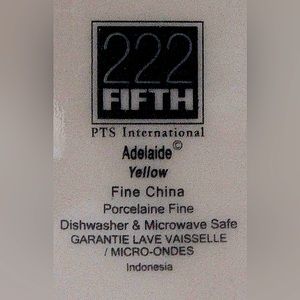 222
FIFTH
PTS International
Adelaide©
Yellow
Fine China
Porcelaine Fine
Dishwasher & Microwave Safe
GARANTIE LAVE VAISSELLE
/ MICRO-ONDES
Indonesia